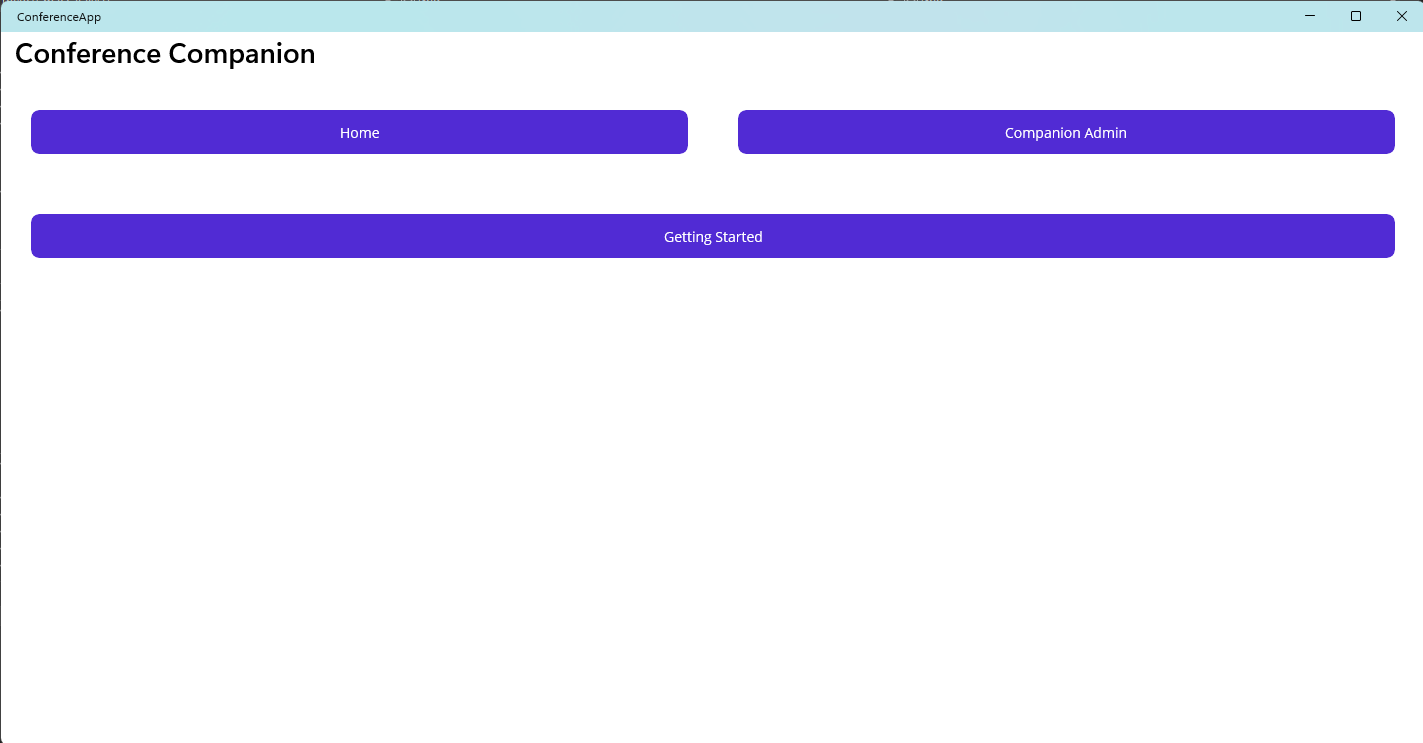 ConferenceApp
Conference Companion
Home
Companion Admin
Getting Started